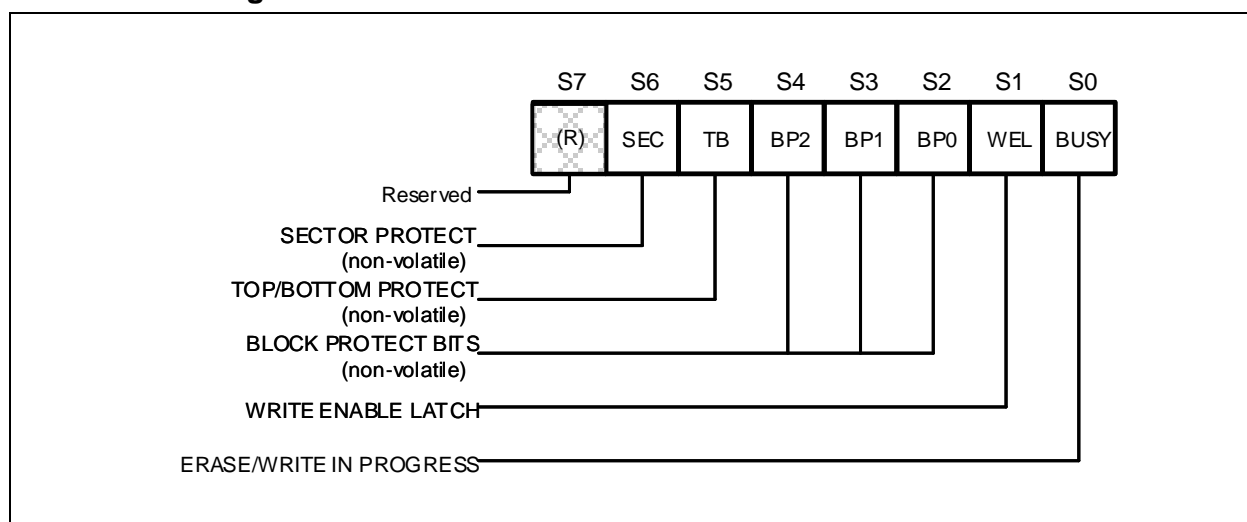 S7 S6 S5 S4 S3 S2 S1 S0
(R) SEC TB BP2 BP1 BP0 WEL BUSY
Reserved
SECTOR PROTECT
(non-volatile)
TOP/BOTTOM PROTECT
(non-volatile)
BLOCK PROTECT BITS
(non-volatile)
WRITE ENABLE LATCH
ERASE/WRITE IN PROGRESS